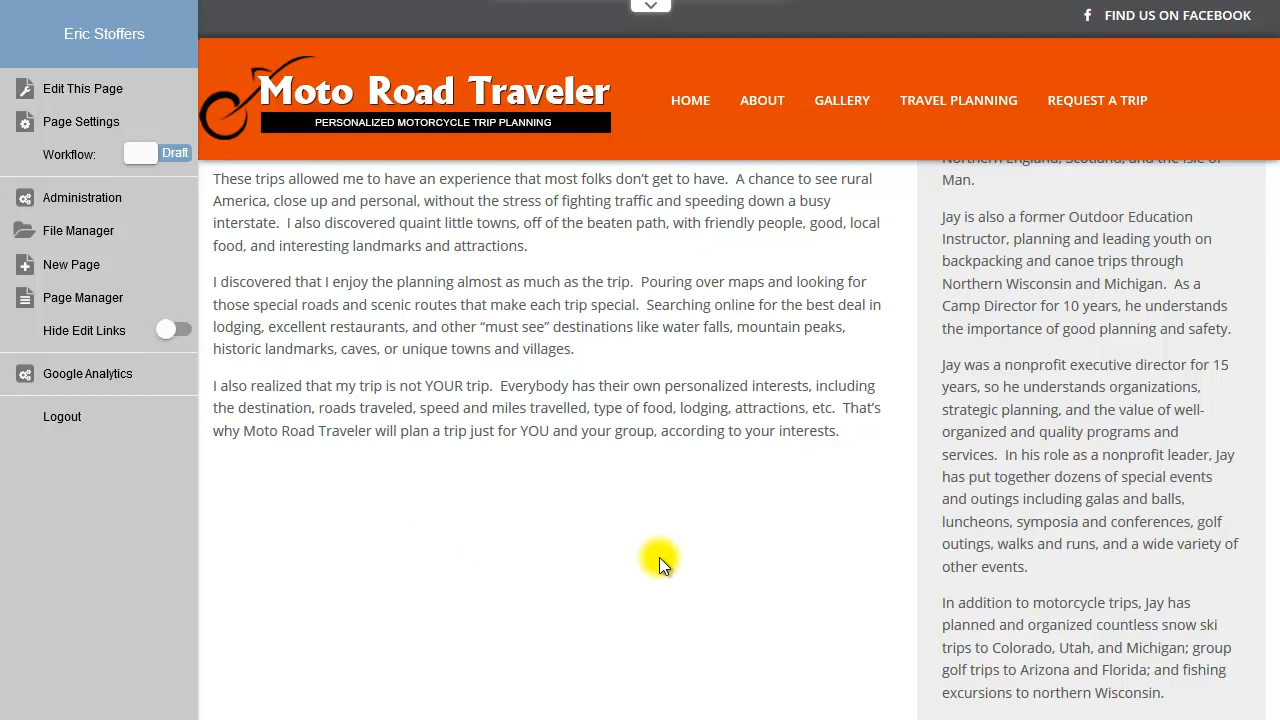 Eric Stoffers
Edit This Page
Page Settings
Workflow:
Draft
Administration
File Manager
New Page
Page Manager
Hide Edit Links
Google Analytics
Logout
FIND US ON FACEBOOK
Moto Road Traveler
PERSONALIZED MOTORCYCLE TRIP PLANNING
HOME
ABOUT
GALLERY
TRAVEL PLANNING
REQUEST A TRIP
These trips allowed me to have an experience that most folks don’t get to have. A chance to see rural
America, close up and personal, without the stress of fighting traffic and speeding down a busy
interstate. I also discovered quaint little towns, off of the beaten path, with friendly people, good, local
food, and interesting landmarks and attractions.
I discovered that I enjoy the planning almost as much as the trip. Pouring over maps and looking for
those special roads and scenic routes that make each trip special. Searching online for the best deal in
lodging, excellent restaurants, and other “must see” destinations like water falls, mountain peaks,
historic landmarks, caves, or unique towns and villages.
I also realized that my trip is not YOUR trip. Everybody has their own personalized interests, including
the destination, roads traveled, speed and miles travelled, type of food, lodging, attractions, etc. That’s
why Moto Road Traveler will plan a trip just for YOU and your group, according to your interests.
Northern England, Scotland, and the Isle of
Man.
Jay is also a former Outdoor Education
Instructor, planning and leading youth on
backpacking and canoe trips through
Northern Wisconsin and Michigan. As a
Camp Director for 10 years, he understands
the importance of good planning and safety.
Jay was a nonprofit executive director for 15
years, so he understands organizations,
strategic planning, and the value of well-
organized and quality programs and
services. In his role as a nonprofit leader, Jay
has put together dozens of special events
and outings including galas and balls,
luncheons, symposia and conferences, golf
outings, walks and runs, and a wide variety of
other events.
In addition to motorcycle trips, Jay has
planned and organized countless snow ski
trips to Colorado, Utah, and Michigan; group
golf trips to Arizona and Florida; and fishing
excursions to northern Wisconsin.